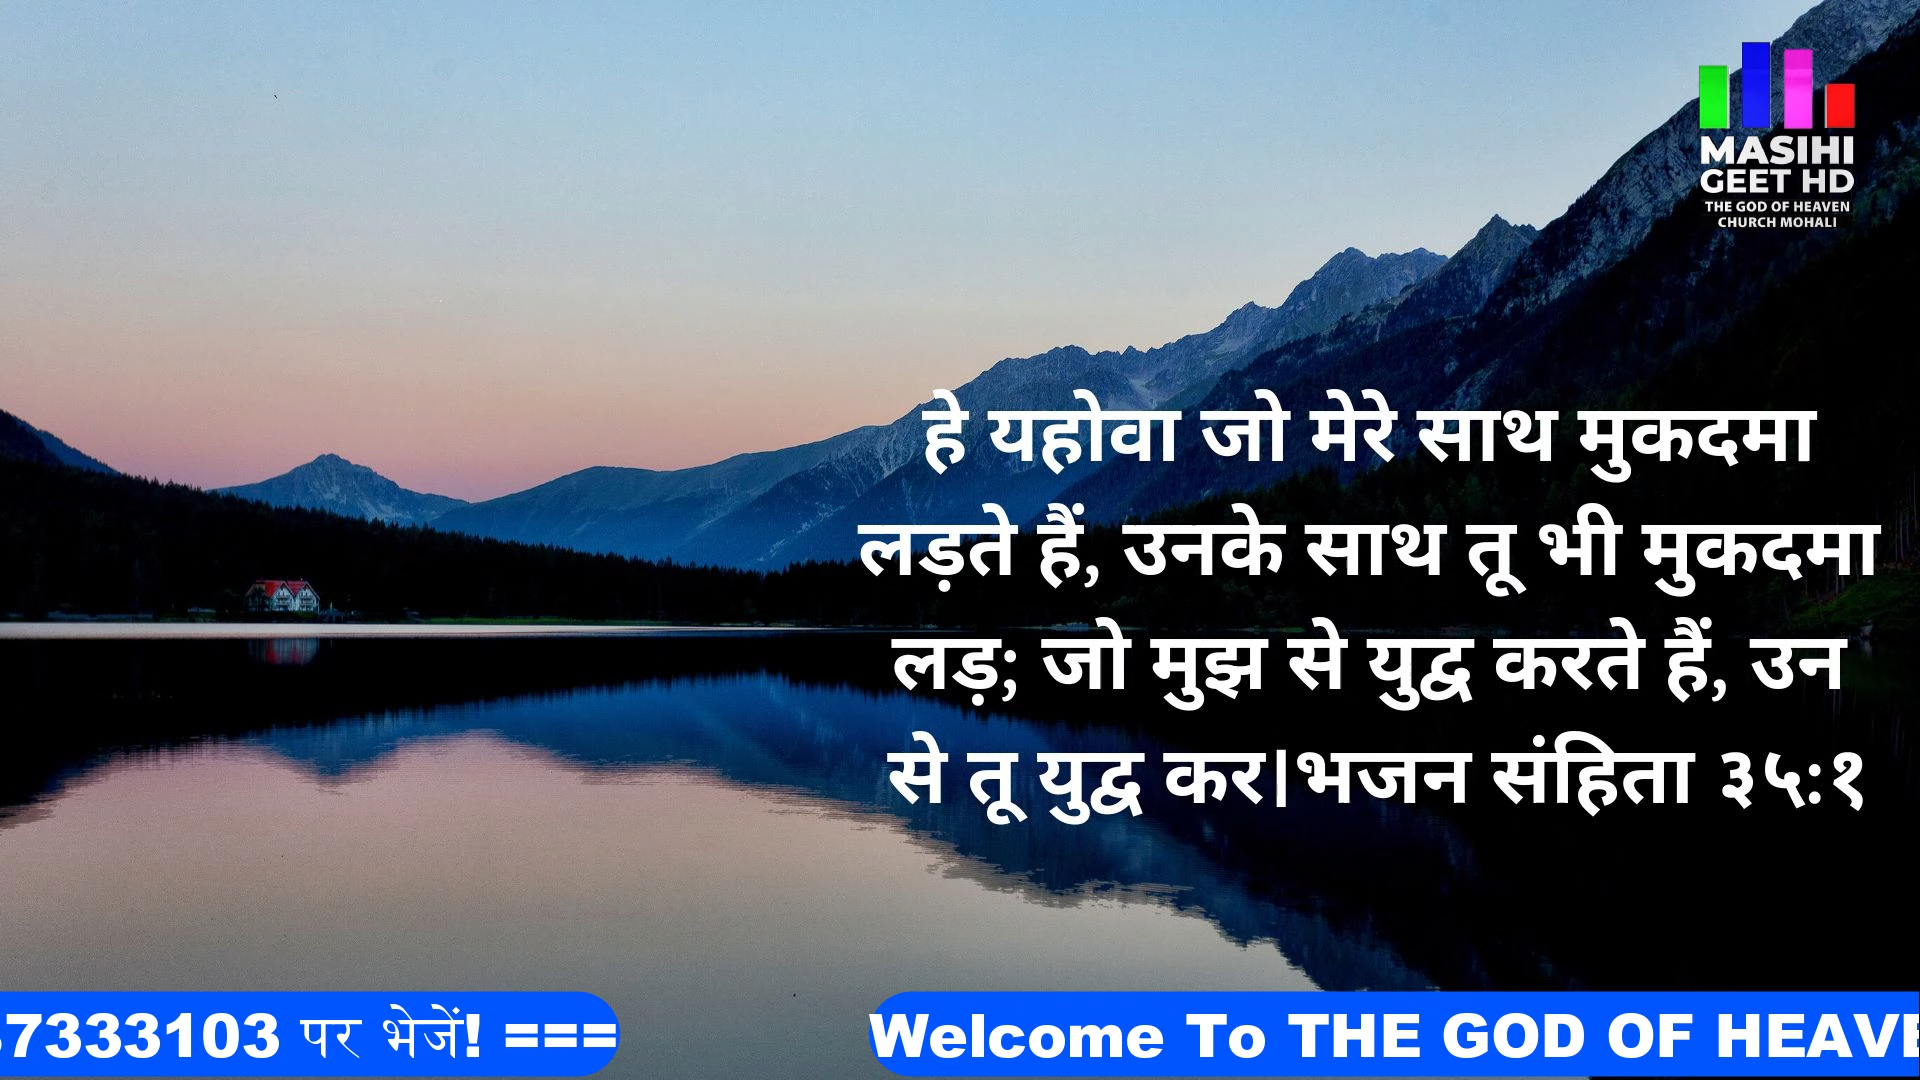 MASIHI
GEET HD
THE GOD OF HEAVEN
CHURCH MOHALI
हे यहोवा जो मेरे साथ मुकदमा
लड़ते हैं, उनके साथ तू भी मुकदमा
लड़; जो मुझ से युद्व करते हैं, उन
से तू युद्व कर|भजन संहिता ३५:१
7333103 पर भेजें! ===
Welcome To THE GOD OF HEAVE